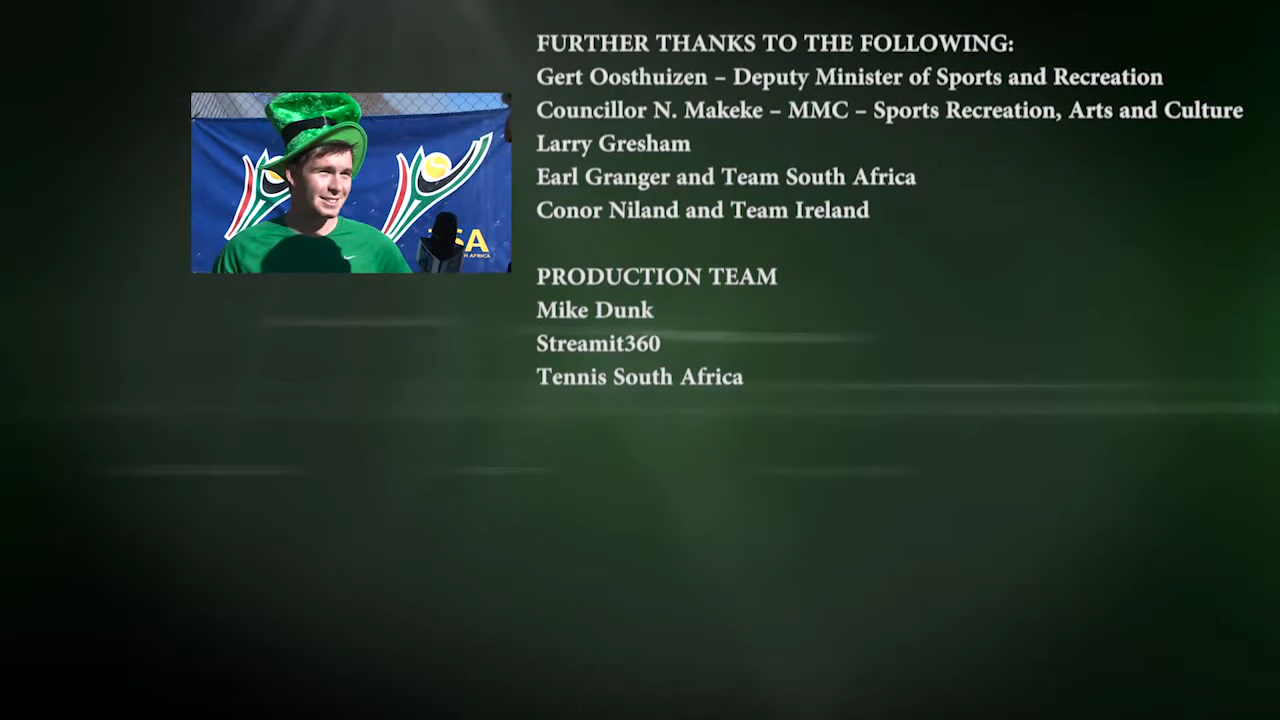 FURTHER THANKS TO THE FOLLOWING:
Gert Oosthuizen – Deputy Minister of Sports and Recreation
Councillor N. Makeke – MMC – Sports Recreation, Arts and Culture
Larry Gresham
Earl Granger and Team South Africa
Conor Niland and Team Ireland
PRODUCTION TEAM
Mike Dunk
Streamit360
Tennis South Africa
SA